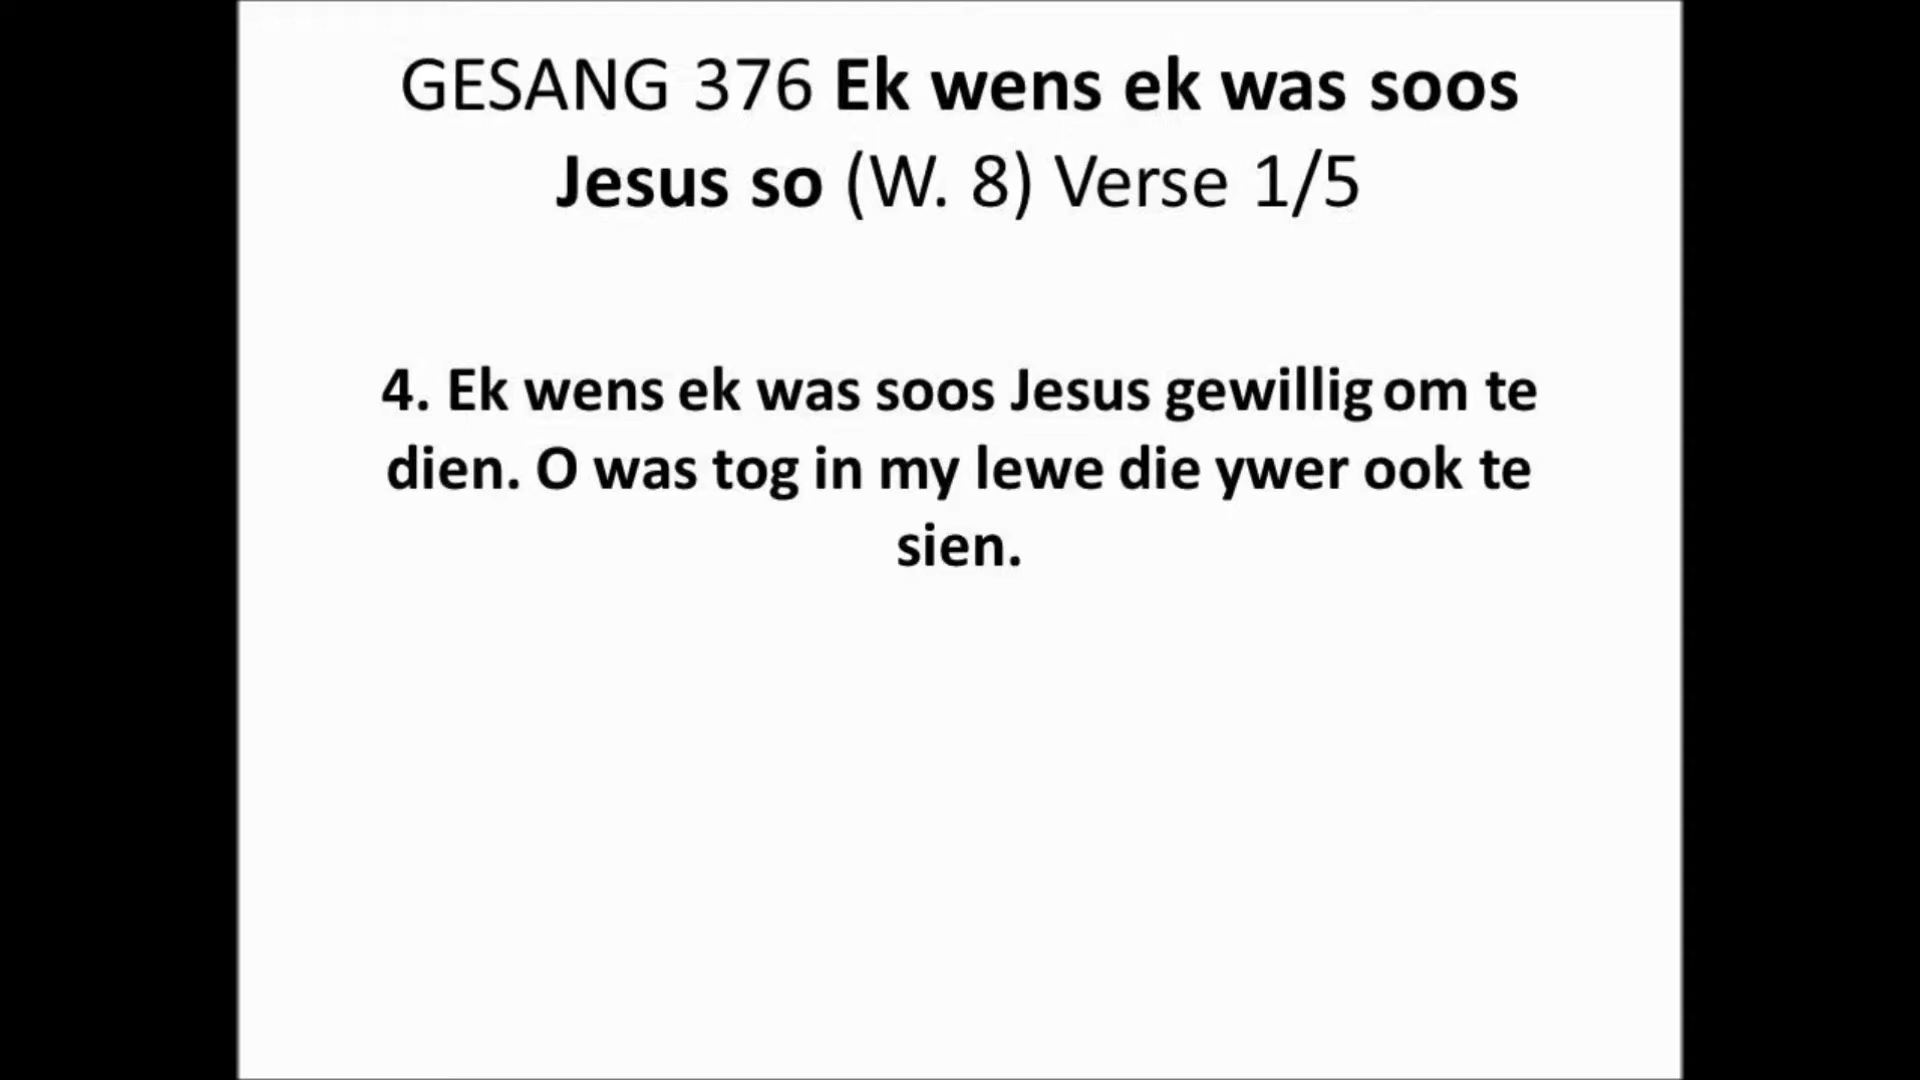 GESANG 376 Ek wens ek was soos
Jesus so (W. 8) Verse 1/5
4. Ek wens ek was soos Jesus gewillig om te
dien. O was tog in my lewe die ywer ook te
sien.